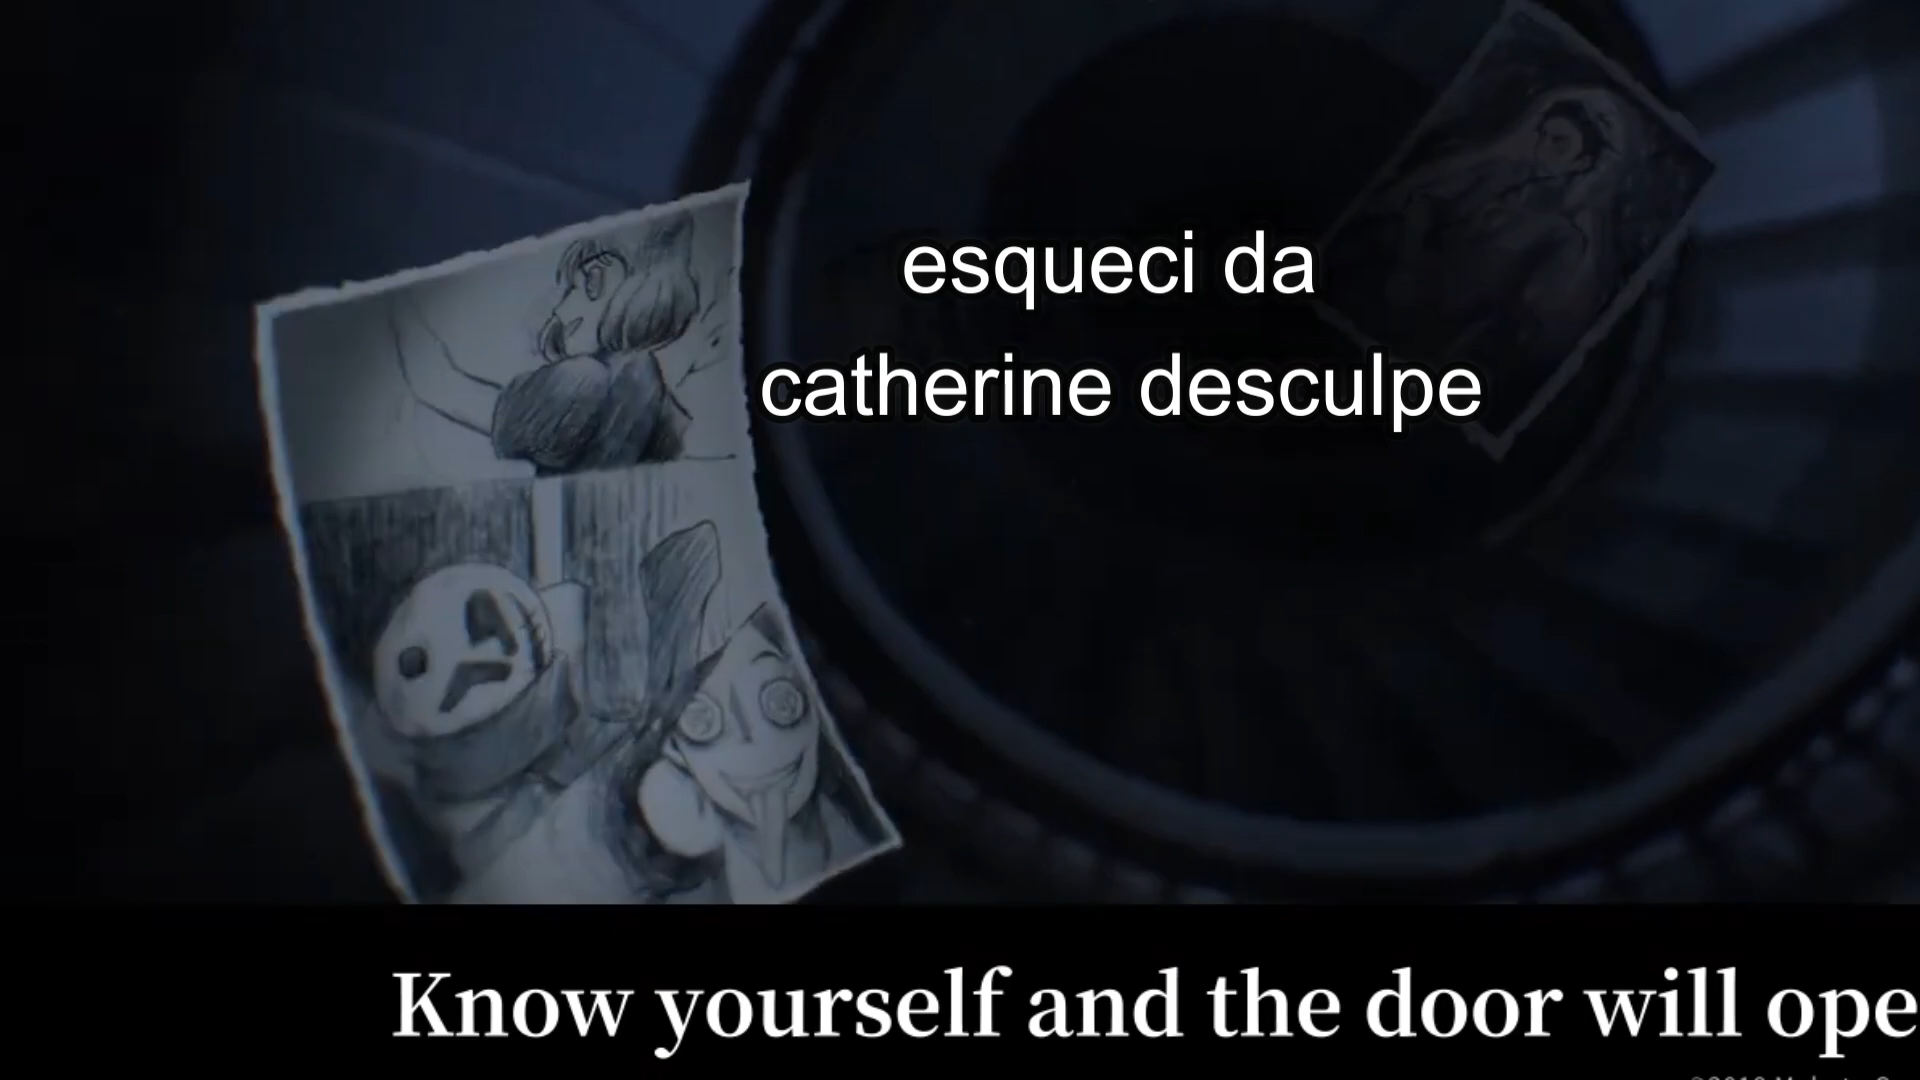 esqueci da
catherine desculpe
Know yourself and the door will ope